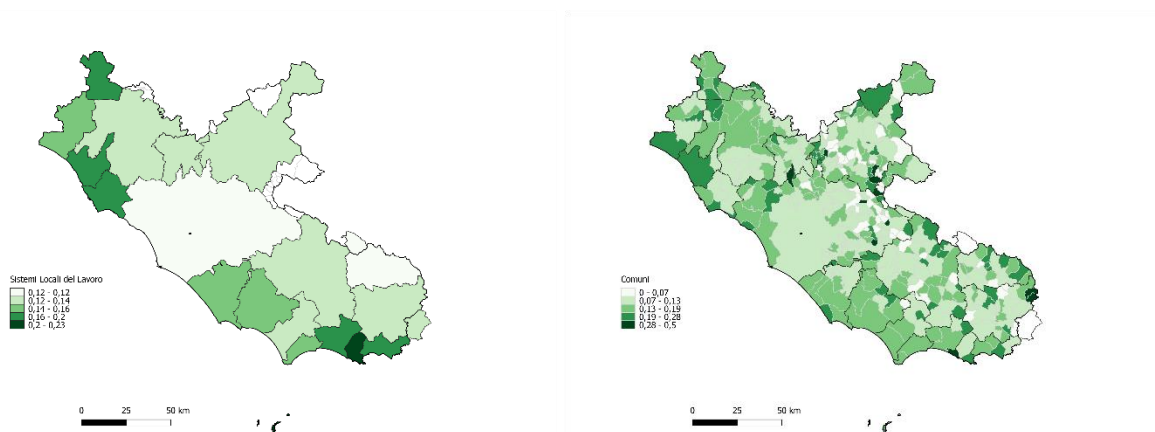 Sistemi Locali del Lavoro
0,12 - 0,12
0,12 - 0,14
0,14 - 0,16
0,16 - 0,2
0,2 - 0,23
0 25 50 km
Comuni
0 - 0,07
0,07 - 0,13
0,13 - 0,19
0,19 - 0,28
0,28 - 0,5
0 25 50 km